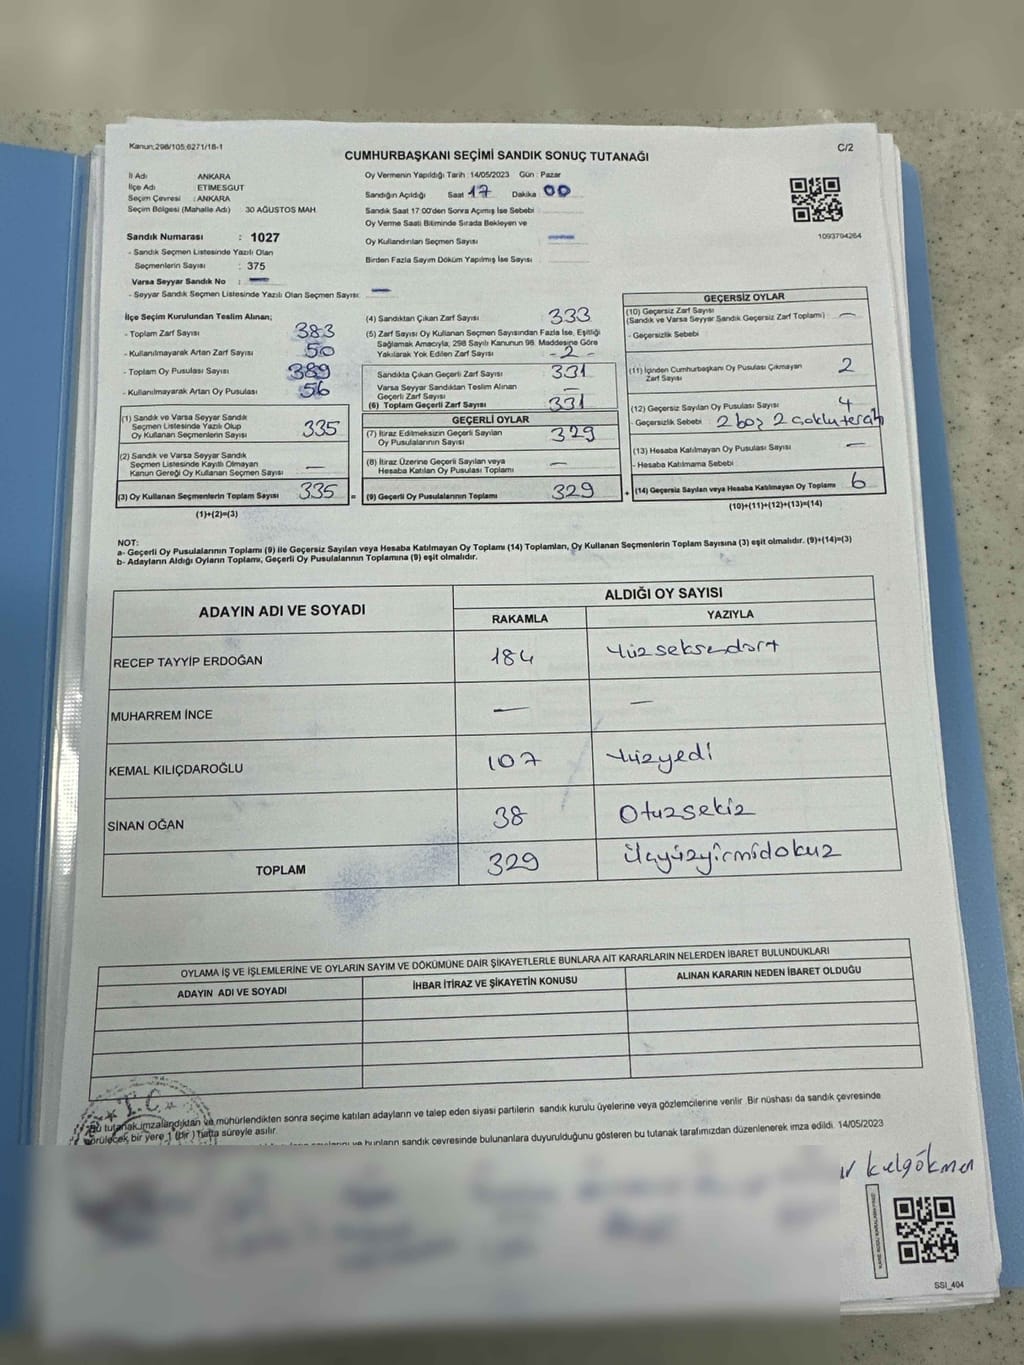 Kanun:298/105;6271/18-1
C/2
CUMHURBAŞKANI SEÇİMİ SANDIK SONUÇ TUTANAĞI
İl Adı ANKARA
İlçe Adı : ETİMESGUT
Seçim Çevresi : ANKARA
Seçim Bölgesi (Mahalle Adı) 30 AĞUSTOS MAH.
Sandık Numarası : 1027
- Sandık Seçmen Listesinde Yazılı Olan
Seçmenlerin Sayısı : 375
Varsa Seyyar Sandık No : —
- Seyyar Sandık Seçmen Listesinde Yazılı Olan Seçmen Sayısı: —
Oy Vermenin Yapıldığı Tarih : 14/05/2023 Gün : Pazar
Sandığın Açıldığı Saat 17 Dakika 00
Sandık Saat 17:00'den Sonra Açımış İse Sebebi
Oy Verme Saati Bitiminde Sırada Bekleyen ve
Oy Kullandırılan Seçmen Sayısı —
Birden Fazla Sayım Döküm Yapılmış İse Sayısı
1093794264
İlçe Seçim Kurulundan Teslim Alınan;
- Toplam Zarf Sayısı 383
- Kullanılmayarak Artan Zarf Sayısı 50
- Toplam Oy Pusulası Sayısı 389
- Kullanılmayarak Artan Oy Pusulası 56
(1) Sandık ve Varsa Seyyar Sandık
Seçmen Listesinde Yazılı Olup
Oy Kullanan Seçmenlerin Sayısı 335
(2) Sandık ve Varsa Seyyar Sandık
Seçmen Listesinde Kayıtlı Olmayan
Kanun Gereği Oy Kullanan Seçmen Sayısı —
(3) Oy Kullanan Seçmenlerin Toplam Sayısı 335 =
(1)+(2)=(3)
(4) Sandıktan Çıkan Zarf Sayısı 333
(5) Zarf Sayısı Oy Kullanan Seçmen Sayısından Fazla İse, Eşitliği
Sağlamak Amacıyla; 298 Sayılı Kanunun 98. Maddesine Göre
Yakılarak Yok Edilen Zarf Sayısı - 2 -
Sandıkta Çıkan Geçerli Zarf Sayısı 331
Varsa Seyyar Sandıktan Teslim Alınan
Geçerli Zarf Sayısı —
(6) Toplam Geçerli Zarf Sayısı 331
GEÇERLİ OYLAR
(7) İtiraz Edilmeksizin Geçerli Sayılan
Oy Pusulalarının Sayısı 329
(8) İtiraz Üzerine Geçerli Sayılan veya
Hesaba Katılan Oy Pusulası Toplamı —
(9) Geçerli Oy Pusulalarının Toplamı 329 +
GEÇERSİZ OYLAR
(10) Geçersiz Zarf Sayısı
(Sandık ve Varsa Seyyar Sandık Geçersiz Zarf Toplamı) —
- Geçersizlik Sebebi
(11) İçinden Cumhurbaşkanı Oy Pusulası Çıkmayan
Zarf Sayısı 2
(12) Geçersiz Sayılan Oy Pusulası Sayısı 4
- Geçersizlik Sebebi 2 boş 2 çoklu tercih
(13) Hesaba Katılmayan Oy Pusulası Sayısı —
- Hesaba Katılmama Sebebi
(14) Geçersiz Sayılan veya Hesaba Katılmayan Oy Toplamı 6
(10)+(11)+(12)+(13)=(14)
NOT:
a- Geçerli Oy Pusulalarının Toplamı (9) ile Geçersiz Sayılan veya Hesaba Katılmayan Oy Toplamı (14) Toplamları, Oy Kullanan Seçmenlerin Toplam Sayısına (3) eşit olmalıdır. (9)+(14)=(3)
b- Adayların Aldığı Oyların Toplamı, Geçerli Oy Pusulalarının Toplamına (9) eşit olmalıdır.
ADAYIN ADI VE SOYADI ALDIĞI OY SAYISI
RAKAMLA YAZIYLA
RECEP TAYYİP ERDOĞAN 184 Yüzseksendört
MUHARREM İNCE — —
KEMAL KILIÇDAROĞLU 107 Yüzyedi
SİNAN OĞAN 38 Otuzsekiz
TOPLAM 329 üçyüzyirmidokuz
OYLAMA İŞ VE İŞLEMLERİNE VE OYLARIN SAYIM VE DÖKÜMÜNE DAİR ŞİKAYETLERLE BUNLARA AİT KARARLARIN NELERDEN İBARET BULUNDUKLARI
ADAYIN ADI VE SOYADI İHBAR İTİRAZ VE ŞİKAYETİN KONUSU ALINAN KARARIN NEDEN İBARET OLDUĞU
T.C.
Bu tutanak imzalandıktan ve mühürlendikten sonra seçime katılan adayların ve talep eden siyasi partilerin sandık kurulu üyelerine veya gözlemcilerine verilir. Bir nüshası da sandık çevresinde
görülecek bir yere 1 (bir) hafta süreyle asılır.
ve bunların sandık çevresinde bulunanlara duyurulduğunu gösteren bu tutanak tarafımızdan düzenlenerek imza edildi. 14/05/2023
SSI_404